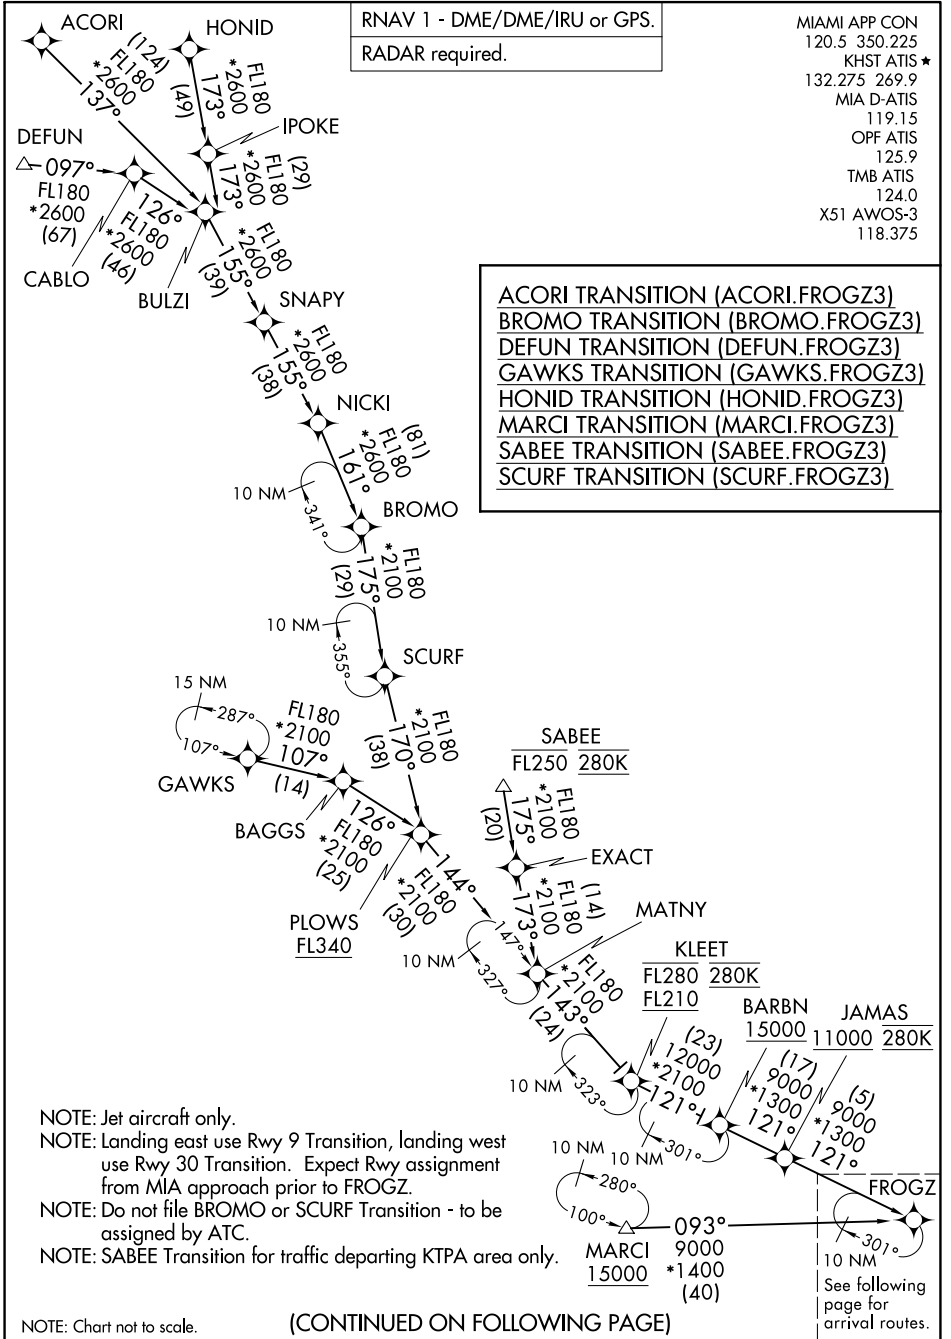 RNAV 1 - DME/DME/IRU or GPS.
RADAR required.
MIAMI APP CON
120.5 350.225
KHST ATIS ★
132.275 269.9
MIA D-ATIS
119.15
OPF ATIS
125.9
TMB ATIS
124.0
X51 AWOS-3
118.375
ACORI
(124)
FL180
*2600
137°
HONID
FL180
*2600
173°
(49)
IPOKE
(29)
FL180
*2600
173°
DEFUN
097°
FL180
*2600
(67)
CABLO
126°
FL180
*2600
(46)
BULZI
FL180
*2600
155°
(39)
SNAPY
FL180
*2600
155°
(38)
NICKI
(81)
FL180
*2600
161°
10 NM
341°
BROMO
FL180
*2100
175°
(29)
10 NM
355°
SCURF
FL180
*2100
170°
(38)
ACORI TRANSITION (ACORI.FROGZ3)
BROMO TRANSITION (BROMO.FROGZ3)
DEFUN TRANSITION (DEFUN.FROGZ3)
GAWKS TRANSITION (GAWKS.FROGZ3)
HONID TRANSITION (HONID.FROGZ3)
MARCI TRANSITION (MARCI.FROGZ3)
SABEE TRANSITION (SABEE.FROGZ3)
SCURF TRANSITION (SCURF.FROGZ3)
15 NM
287°
107°
GAWKS
FL180
*2100
107°
(14)
BAGGS
126°
FL180
*2100
(25)
PLOWS
FL340
144°
FL180
*2100
(30)
SABEE
FL250 280K
FL180
*2100
175°
(20)
EXACT
(14)
FL180
*2100
173°
MATNY
147°
10 NM
327°
FL180
*2100
143°
(24)
KLEET
FL280 280K
FL210
10 NM
323°
(23)
12000
*2100
121°
BARBN
15000
10 NM
301°
(17)
9000
*1300
121°
JAMAS
11000 280K
(5)
9000
*1300
121°
FROGZ
301°
10 NM
See following
page for
arrival routes.
10 NM
280°
100°
MARCI
15000
093°
9000
*1400
(40)
NOTE: Jet aircraft only.
NOTE: Landing east use Rwy 9 Transition, landing west
use Rwy 30 Transition. Expect Rwy assignment
from MIA approach prior to FROGZ.
NOTE: Do not file BROMO or SCURF Transition - to be
assigned by ATC.
NOTE: SABEE Transition for traffic departing KTPA area only.
NOTE: Chart not to scale.
(CONTINUED ON FOLLOWING PAGE)